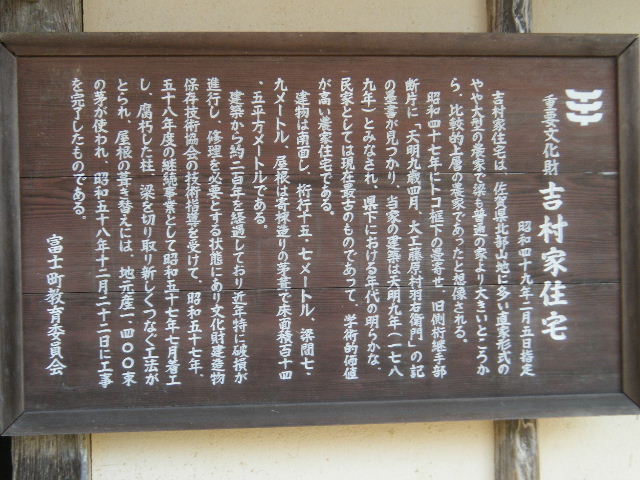 重要文化財 吉村家住宅
昭和四十九年二月五日指定
吉村家住宅は、佐賀県北部山地に多い直家形式の
やや大型の農家で梁も普通の家より大きいところか
ら、比較的上層の農家であったと想像される。
昭和四十七年にトコ框下の畳寄せ、旧側桁継手部
断片に「天明九歳四月、大工藤原村羽右衛門」の記
の墨書が見つかり、当家の建築は天明九年(一七八
九年)とみなされ、県下における年代の明らかな、
民家としては現在最古のものであって、学術的価値
が高い農家住宅である。
建物は南面し、桁行十五・七メートル、梁間七・
九メートル、屋根は寄棟造りの茅葺で床面積百十四
・五平方メートルである。
建築から約二百年を経過しており近年特に破損が
進行し、修理を必要とする状態にあり文化財建造物
保存技術協会の技術指導を受けて、昭和五十七年、
五十八年度の継続事業として昭和五十七年七月着工
し、腐朽した柱、梁を切り取り新しくつなぐ工法が
とられ、屋根の葺き替えには、地元産一、四〇〇束
の茅が使われ、昭和五十八年十二月二十二日に工事
を完了したものである。
富士町教育委員会